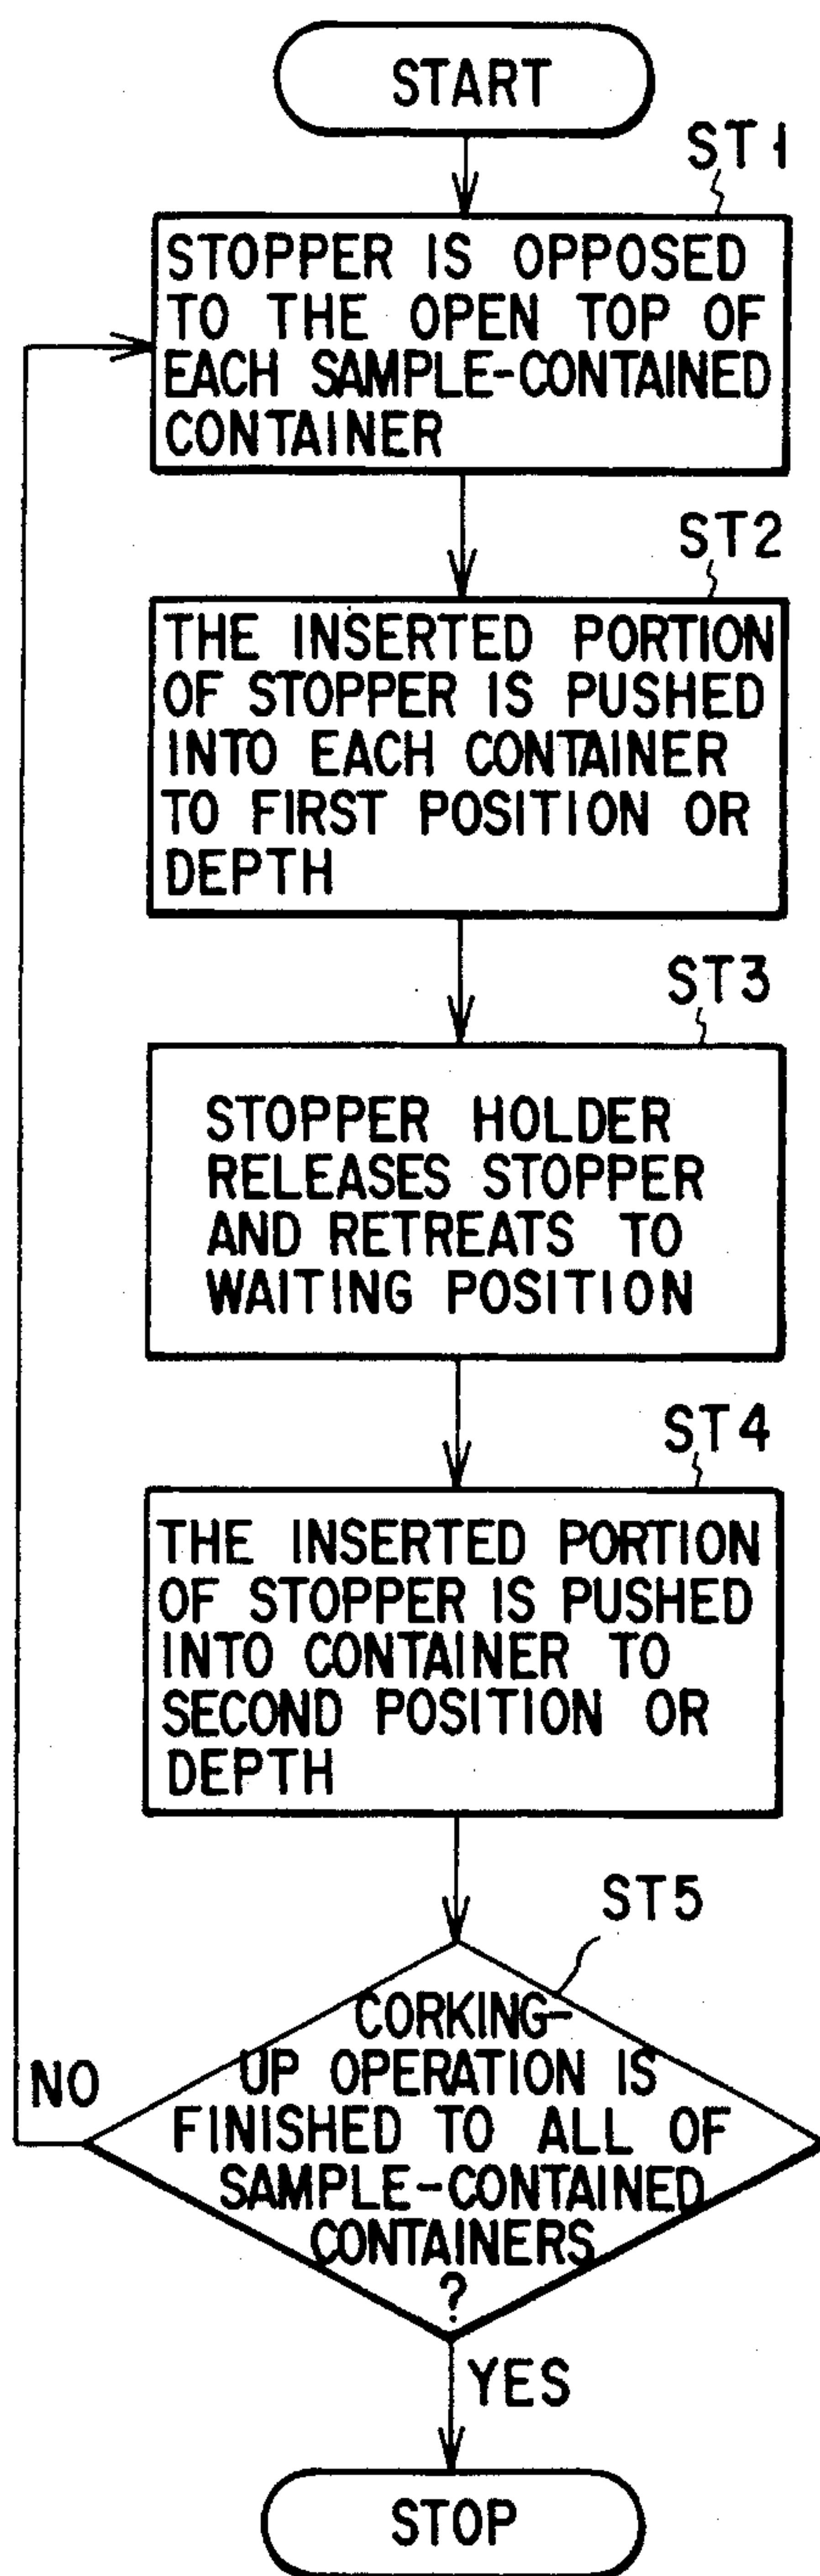 START
ST1
STOPPER IS OPPOSED
TO THE OPEN TOP OF
EACH SAMPLE-CONTAINED
CONTAINER
ST2
THE INSERTED PORTION
OF STOPPER IS PUSHED
INTO EACH CONTAINER
TO FIRST POSITION OR
DEPTH
ST3
STOPPER HOLDER
RELEASES STOPPER
AND RETREATS TO
WAITING POSITION
ST4
THE INSERTED PORTION
OF STOPPER IS PUSHED
INTO CONTAINER TO
SECOND POSITION OR
DEPTH
ST5
CORKING-
UP OPERATION IS
FINISHED TO ALL OF
SAMPLE-CONTAINED
CONTAINERS
?
NO
YES
STOP